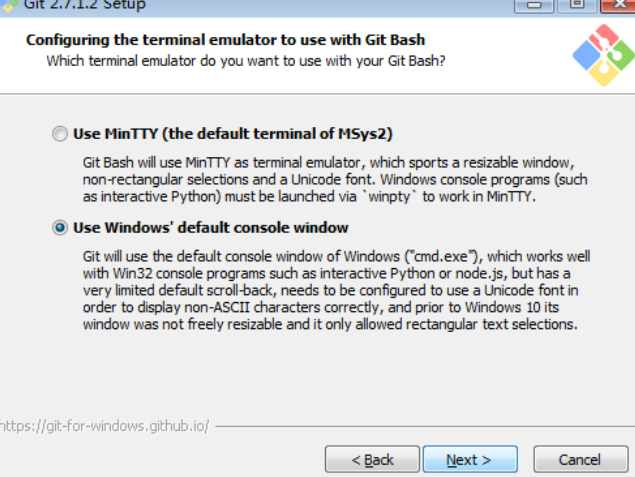 Git 2.7.1.2 Setup
Configuring the terminal emulator to use with Git Bash
Which terminal emulator do you want to use with your Git Bash?
Use MinTTY (the default terminal of MSys2)
Git Bash will use MinTTY as terminal emulator, which sports a resizable window,
non-rectangular selections and a Unicode font. Windows console programs (such
as interactive Python) must be launched via `winpty` to work in MinTTY.
Use Windows' default console window
Git will use the default console window of Windows ("cmd.exe"), which works well
with Win32 console programs such as interactive Python or node.js, but has a
very limited default scroll-back, needs to be configured to use a Unicode font in
order to display non-ASCII characters correctly, and prior to Windows 10 its
window was not freely resizable and it only allowed rectangular text selections.
https://git-for-windows.github.io/
< Back
Next >
Cancel